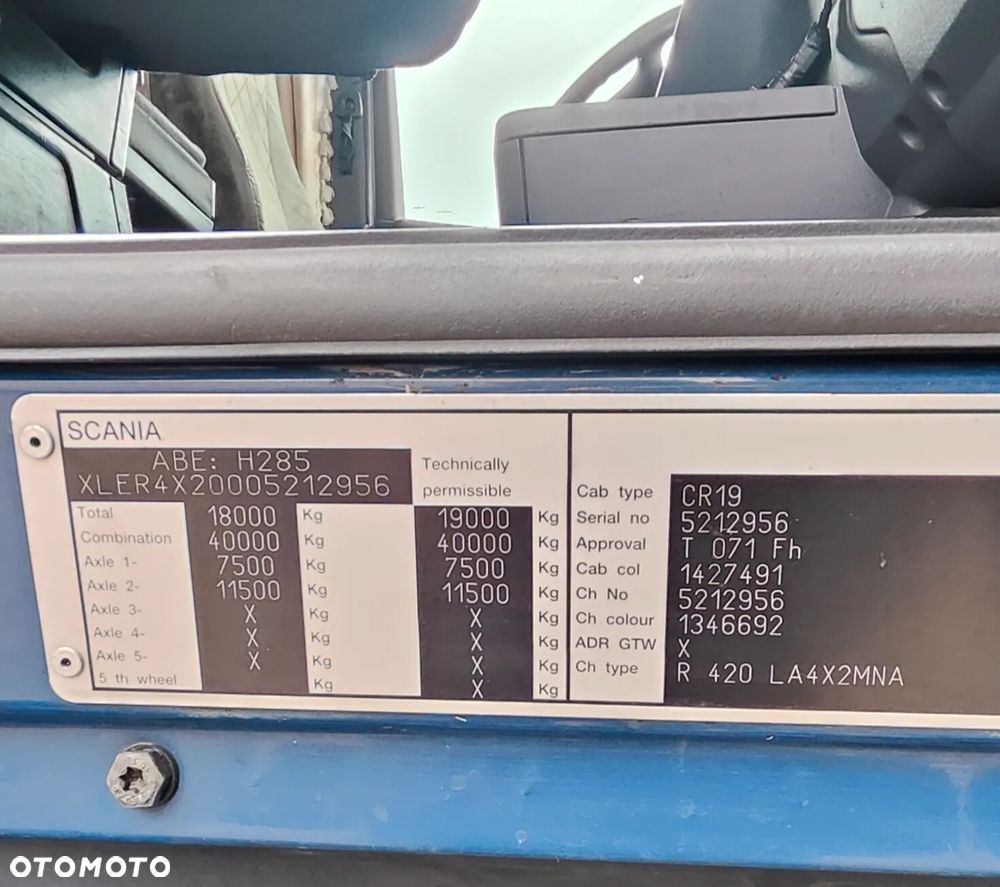 SCANIA
ABE: H285
XLER4X20005212956
Technically
permissible
Total 18000 Kg 19000 Kg
Combination 40000 Kg 40000 Kg
Axle 1- 7500 Kg 7500 Kg
Axle 2- 11500 Kg 11500 Kg
Axle 3- X Kg X Kg
Axle 4- X Kg X Kg
Axle 5- X Kg X Kg
5 th wheel Kg X Kg
Cab type CR19
Serial no 5212956
Approval T 071 Fh
Cab col 1427491
Ch No 5212956
Ch colour 1346692
ADR GTW X
Ch type R 420 LA4X2MNA
OTOMOTO